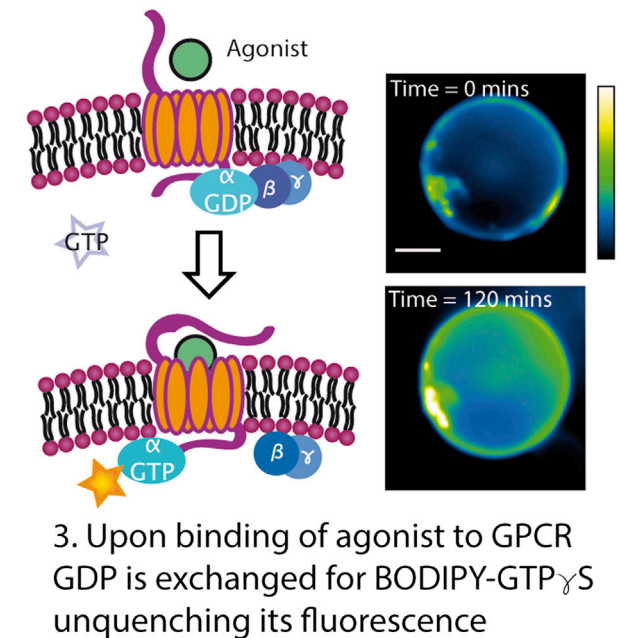 Agonist
α
GDP
β
γ
GTP
α
GTP
β
γ
Time = 0 mins
Time = 120 mins
3. Upon binding of agonist to GPCR
GDP is exchanged for BODIPY-GTPγS
unquenching its fluorescence